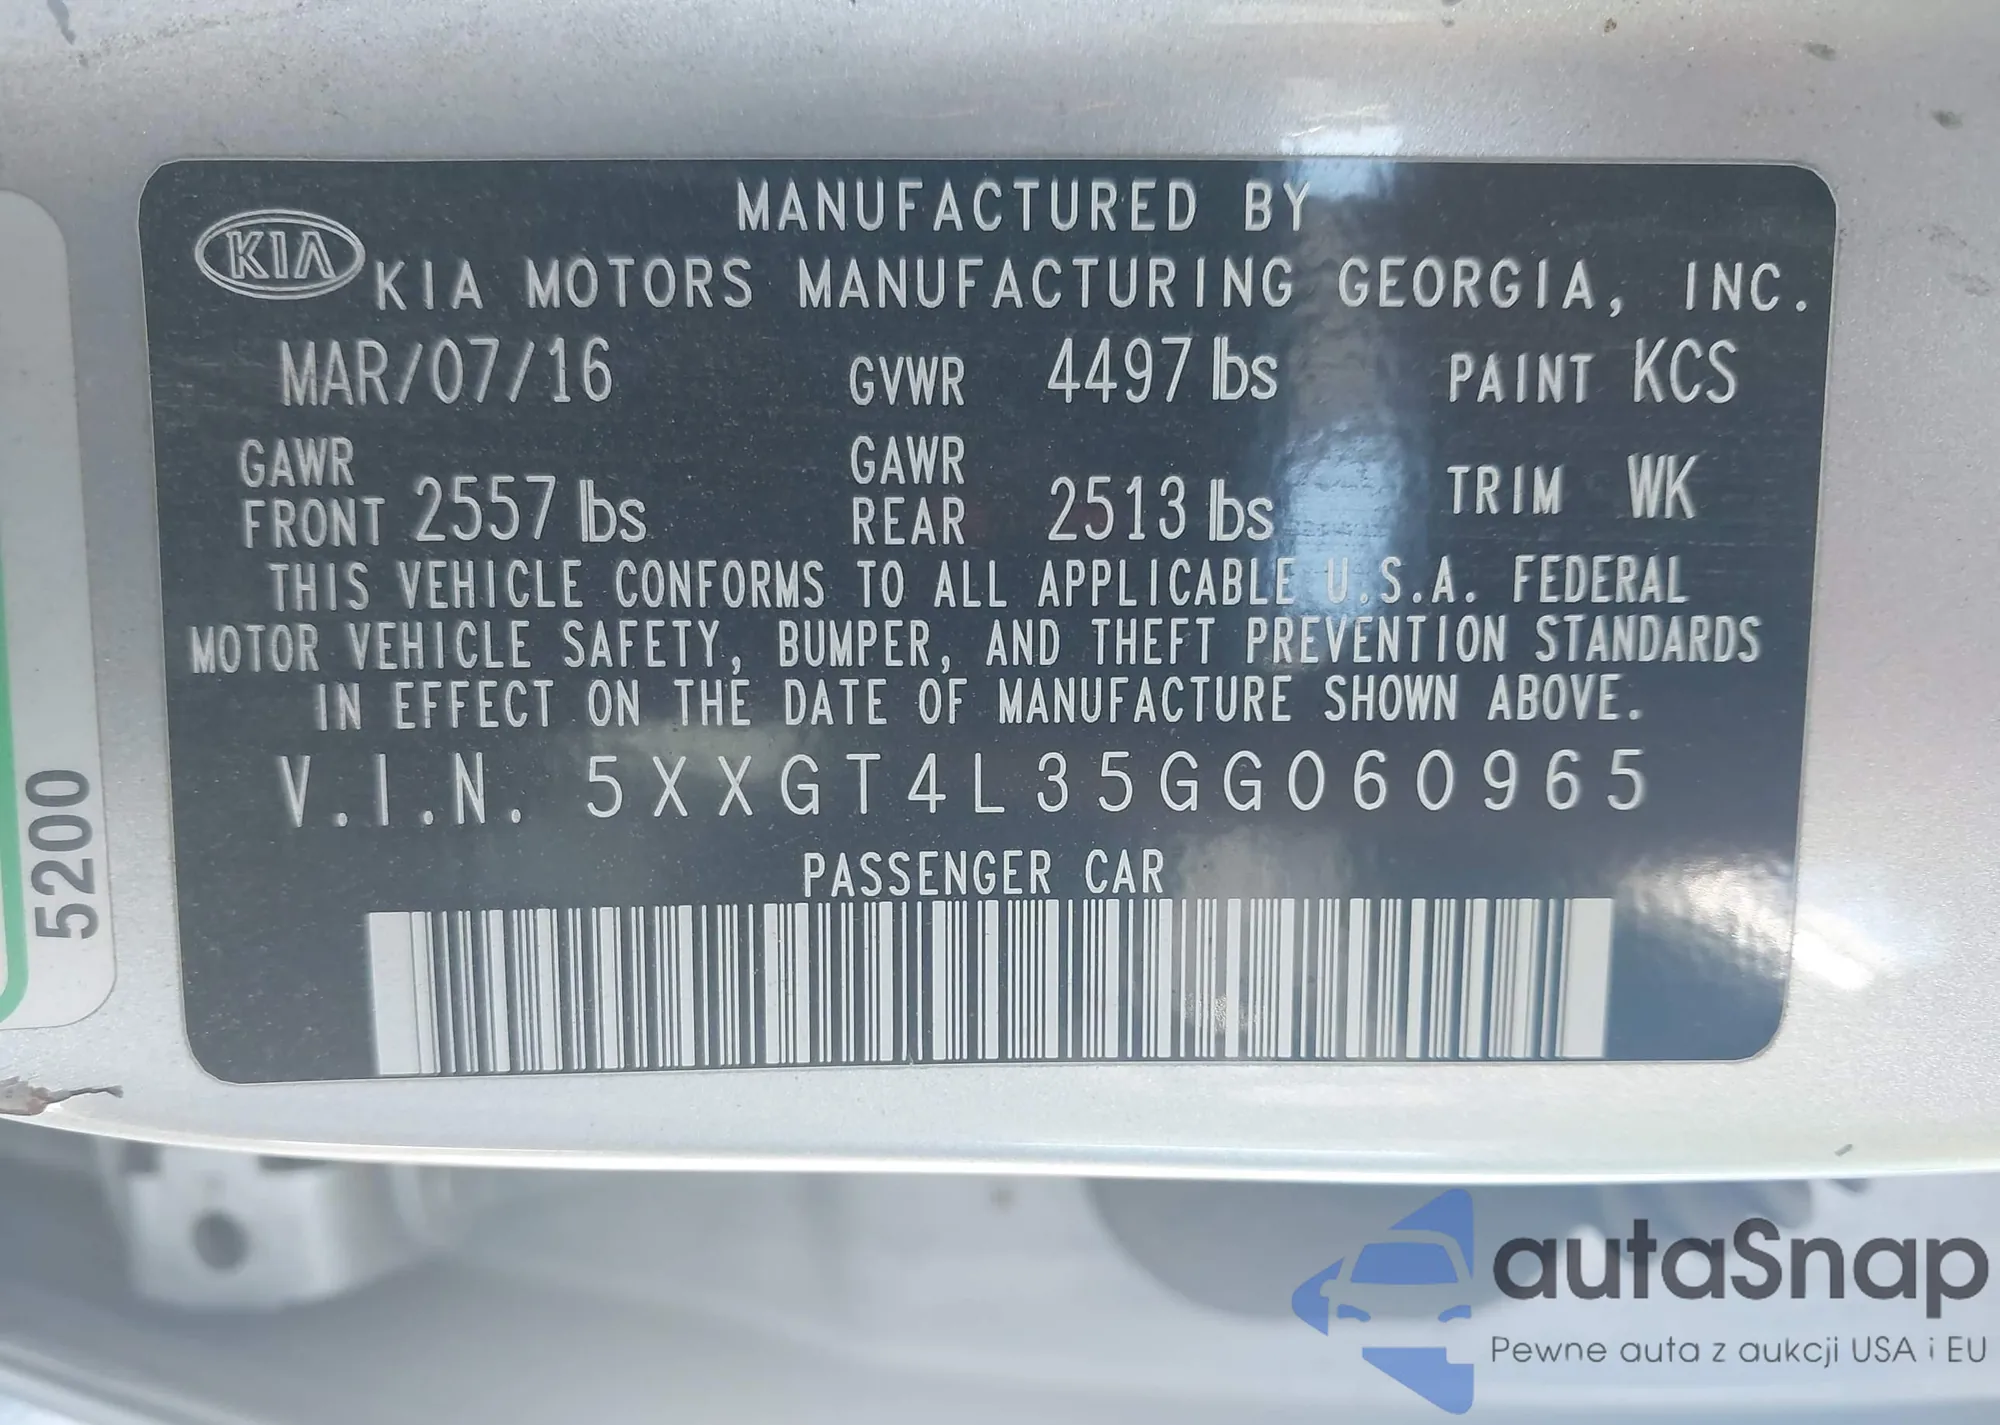 MANUFACTURED BY
KIA
KIA MOTORS MANUFACTURING GEORGIA, INC.
MAR/07/16 GVWR 4497 lbs PAINT KCS
GAWR FRONT 2557 lbs GAWR REAR 2513 lbs TRIM WK
THIS VEHICLE CONFORMS TO ALL APPLICABLE U.S.A. FEDERAL
MOTOR VEHICLE SAFETY, BUMPER, AND THEFT PREVENTION STANDARDS
IN EFFECT ON THE DATE OF MANUFACTURE SHOWN ABOVE.
V.I.N. 5XXGT4L35GG060965
PASSENGER CAR
5200
autaSnap
Pewne auta z aukcji USA i EU